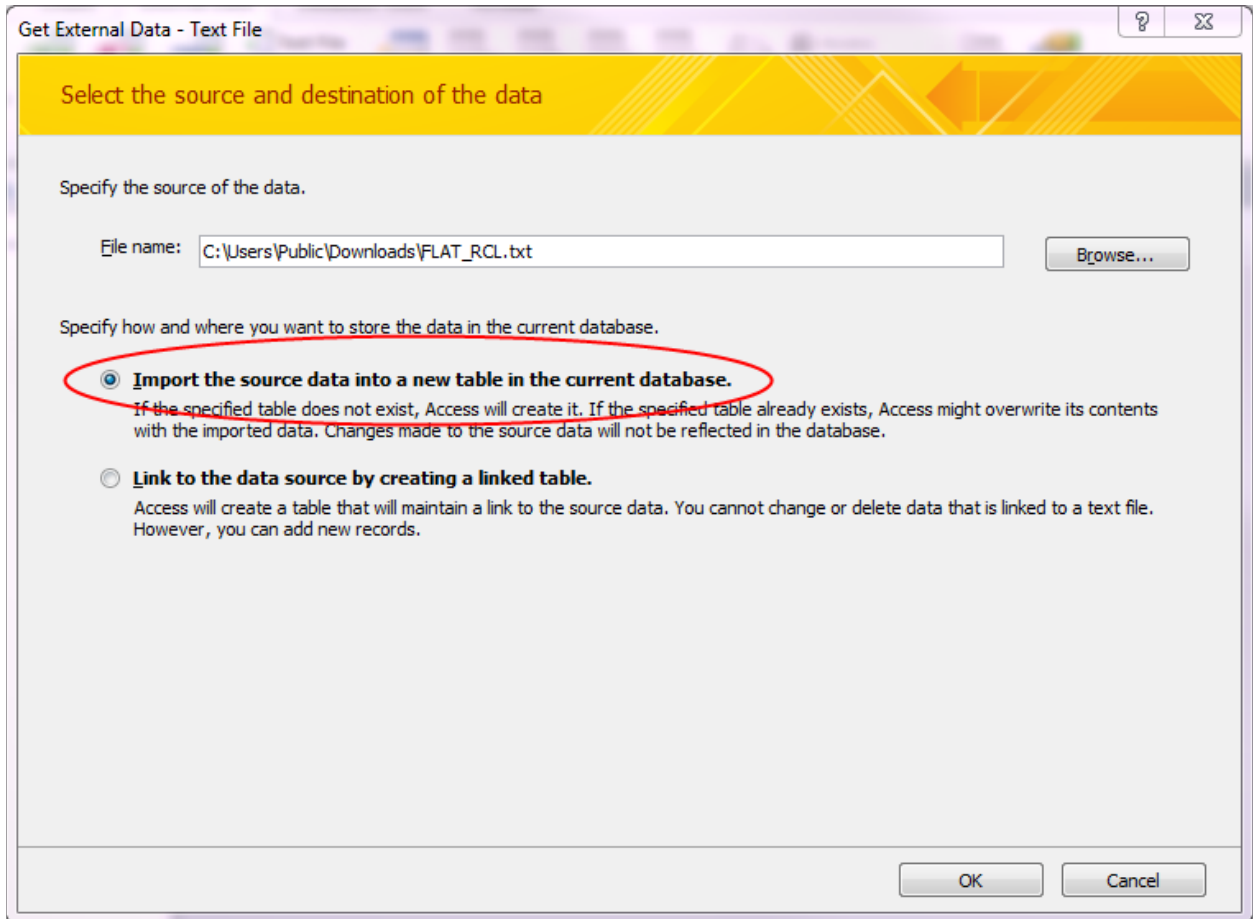 Get External Data - Text File
Select the source and destination of the data
Specify the source of the data.
File name: C:\Users\Public\Downloads\FLAT_RCL.txt Browse...
Specify how and where you want to store the data in the current database.
Import the source data into a new table in the current database.
If the specified table does not exist, Access will create it. If the specified table already exists, Access might overwrite its contents
with the imported data. Changes made to the source data will not be reflected in the database.
Link to the data source by creating a linked table.
Access will create a table that will maintain a link to the source data. You cannot change or delete data that is linked to a text file.
However, you can add new records.
OK Cancel